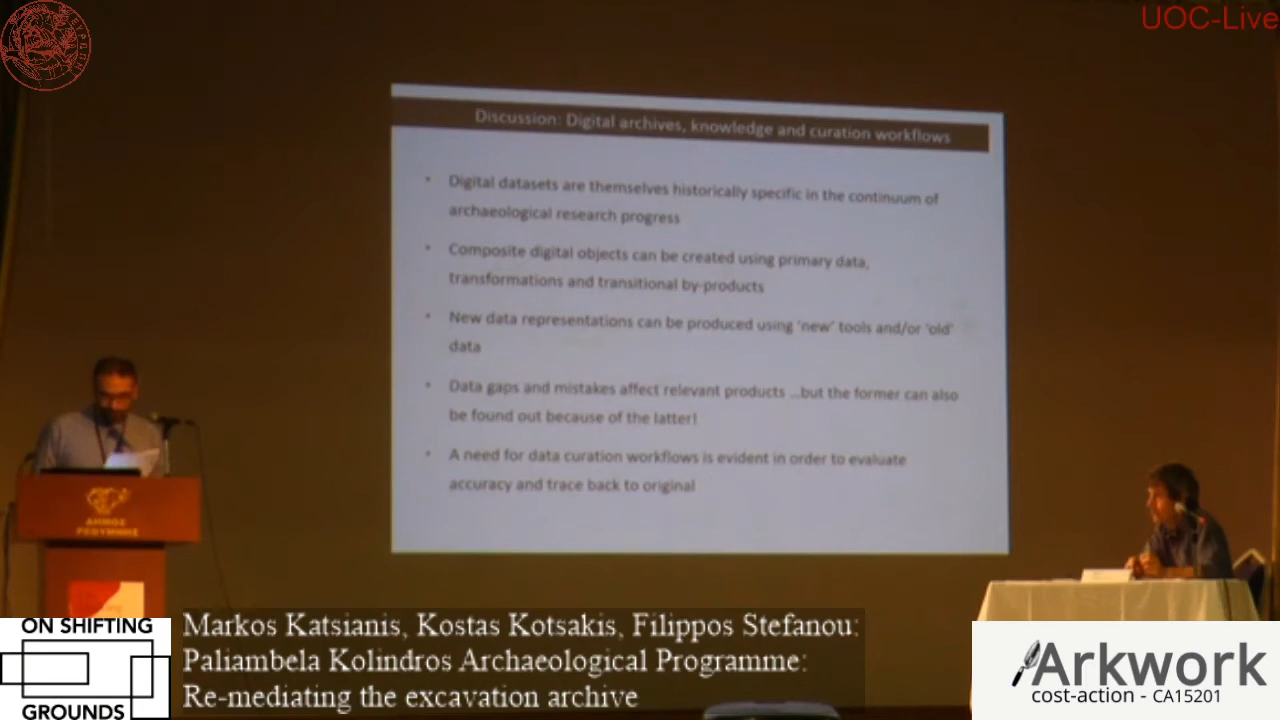 UOC-Live
Discussion: Digital archives, knowledge and curation workflows
• Digital datasets are themselves historically specific in the continuum of
archaeological research progress
• Composite digital objects can be created using primary data,
transformations and transitional by-products
• New data representations can be produced using 'new' tools and/or 'old'
data
• Data gaps and mistakes affect relevant products ...but the former can also
be found out because of the latter!
• A need for data curation workflows is evident in order to evaluate
accuracy and trace back to original
ΔΗΜΟΣ
ΡΕΘΥΜΝΗΣ
ON SHIFTING
GROUNDS
Markos Katsianis, Kostas Kotsakis, Filippos Stefanou:
Paliambela Kolindros Archaeological Programme:
Re-mediating the excavation archive
Arkwork
cost-action - CA15201